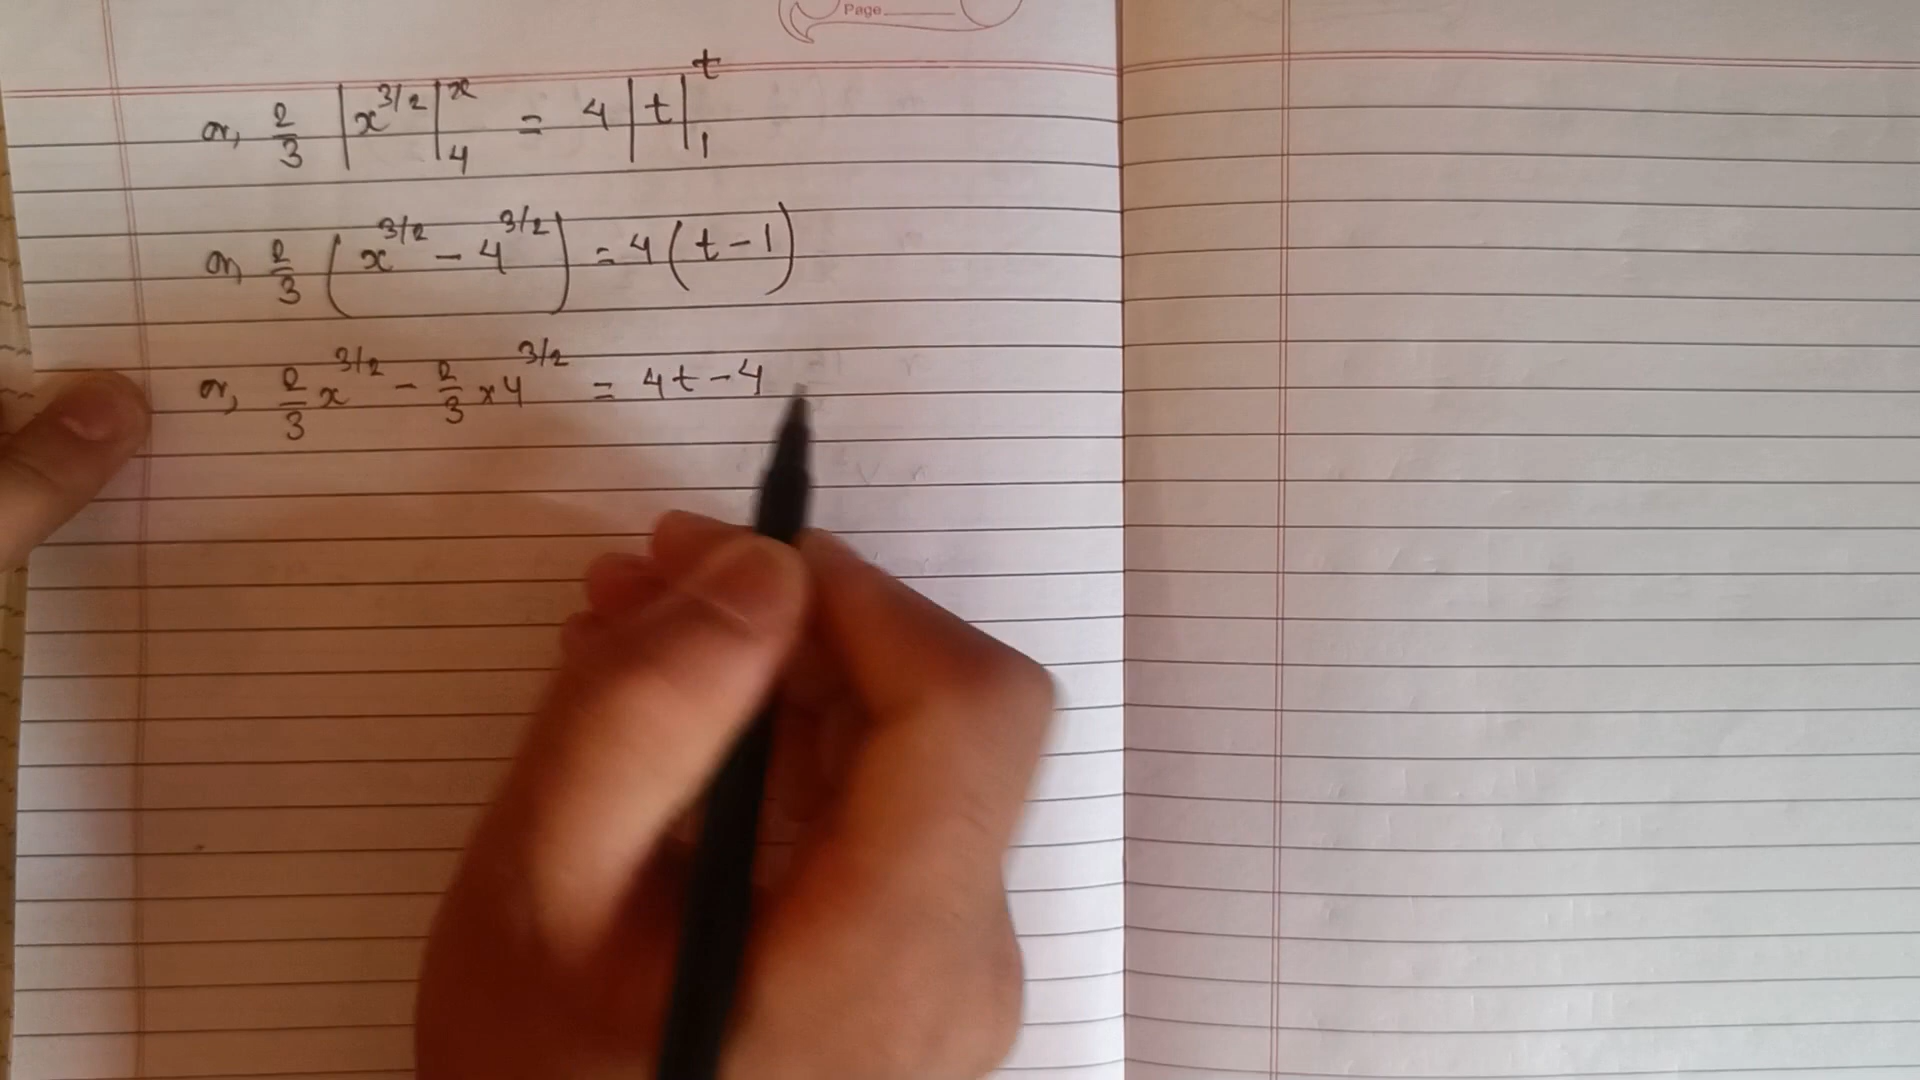 Page
or, 2/3 |x^3/2|_4^x = 4|t|_1^t
or, 2/3 (x^3/2 - 4^3/2) = 4(t-1)
or, 2/3 x^3/2 - 2/3 × 4^3/2 = 4t-4